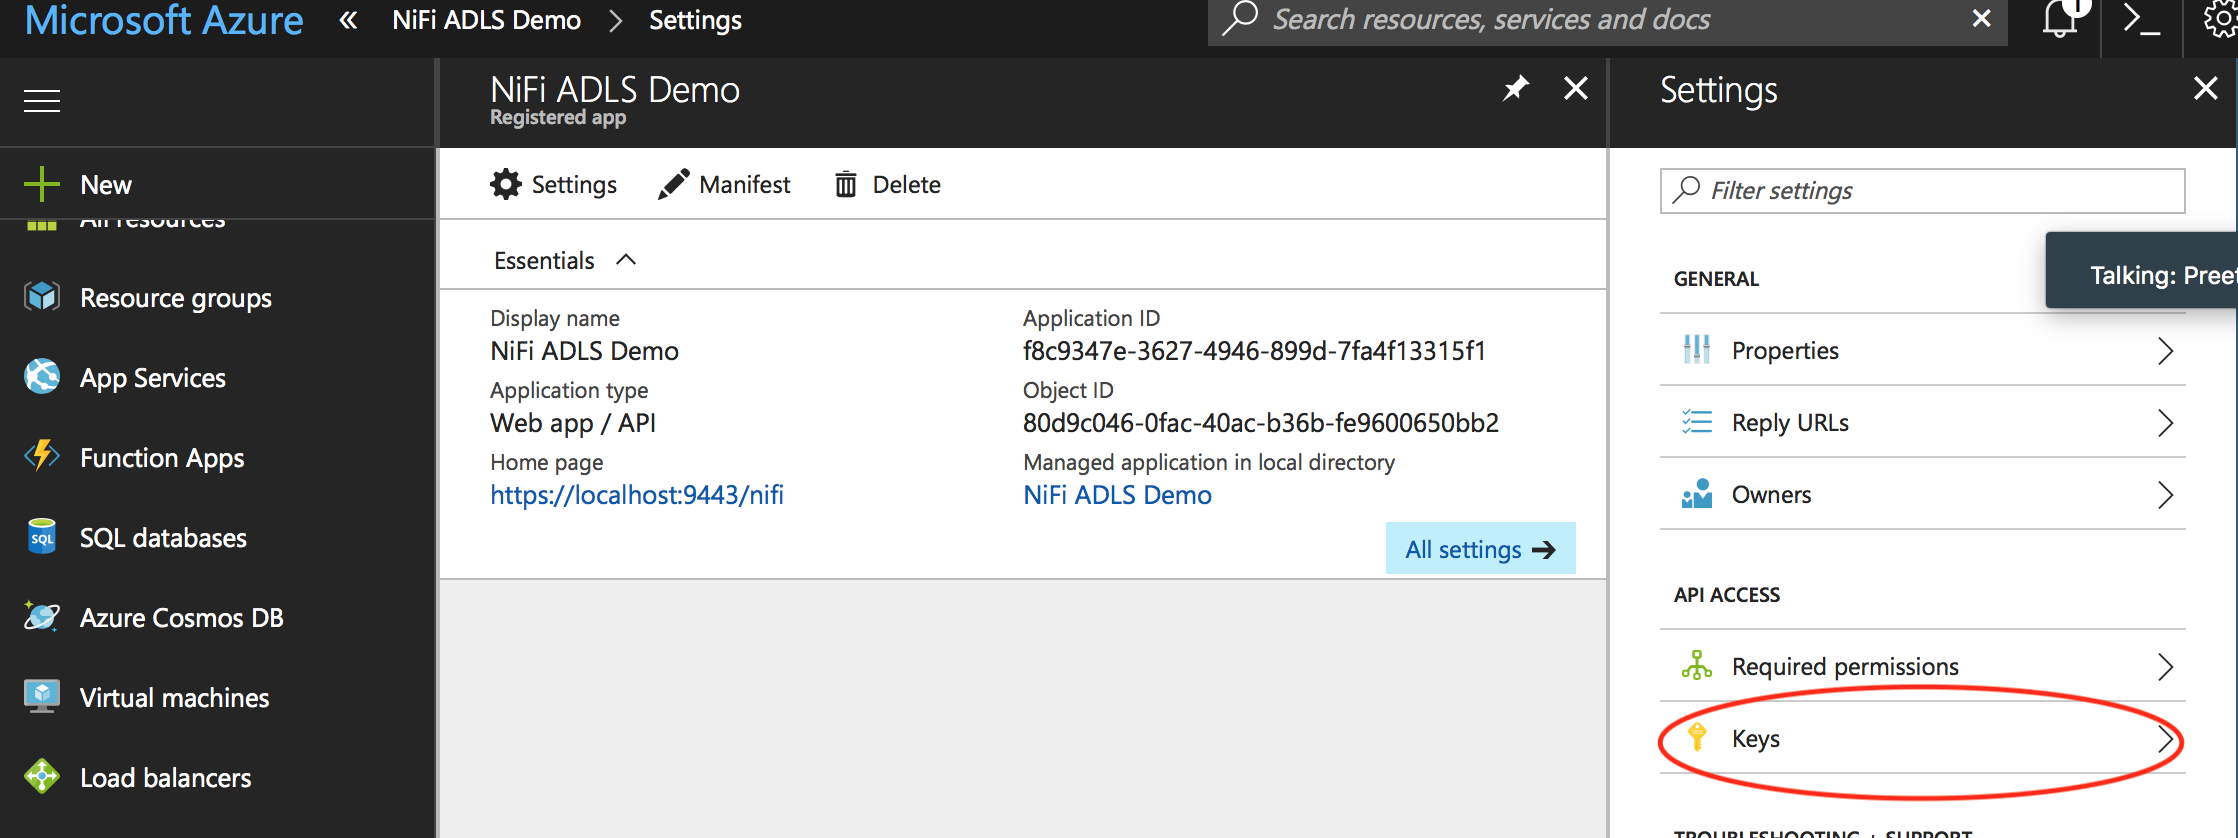 Microsoft Azure « NiFi ADLS Demo > Settings
Search resources, services and docs
1
New
All resources
Resource groups
App Services
Function Apps
SQL
SQL databases
Azure Cosmos DB
Virtual machines
Load balancers
NiFi ADLS Demo
Registered app
Settings
Manifest
Delete
Essentials
Display name
NiFi ADLS Demo
Application type
Web app / API
Home page
https://localhost:9443/nifi
Application ID
f8c9347e-3627-4946-899d-7fa4f13315f1
Object ID
80d9c046-0fac-40ac-b36b-fe9600650bb2
Managed application in local directory
NiFi ADLS Demo
All settings
Settings
Filter settings
Talking: Preet
GENERAL
Properties
Reply URLs
Owners
API ACCESS
Required permissions
Keys
TROUBLESHOOTING + SUPPORT